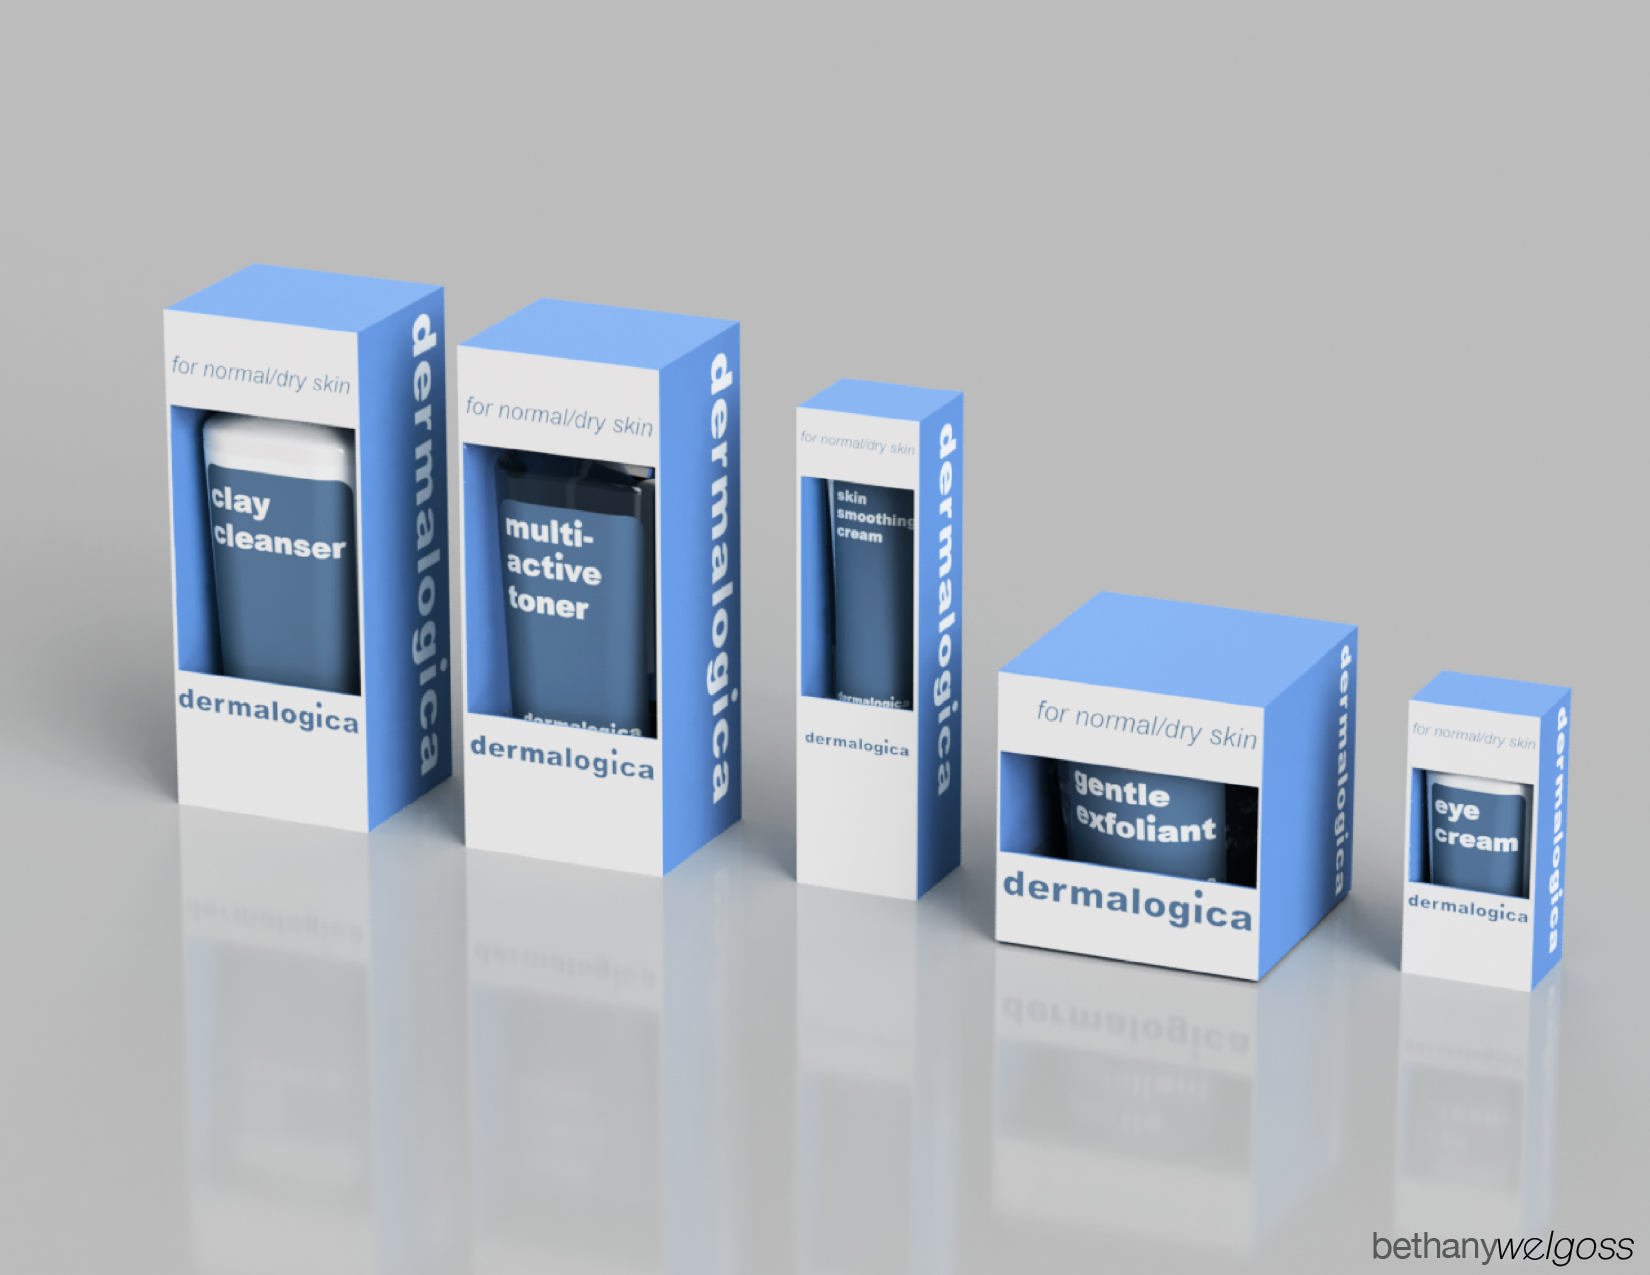 for normal/dry skin
clay
cleanser
dermalogica
dermalogica
for normal/dry skin
multi-
active
toner
dermalogica
dermalogica
dermalogica
for normal/dry skin
skin
smoothing
cream
dermalogica
dermalogica
dermalogica
for normal/dry skin
gentle
exfoliant
dermalogica
dermalogica
for normal/dry skin
eye
cream
dermalogica
dermalogica
bethanywelgoss